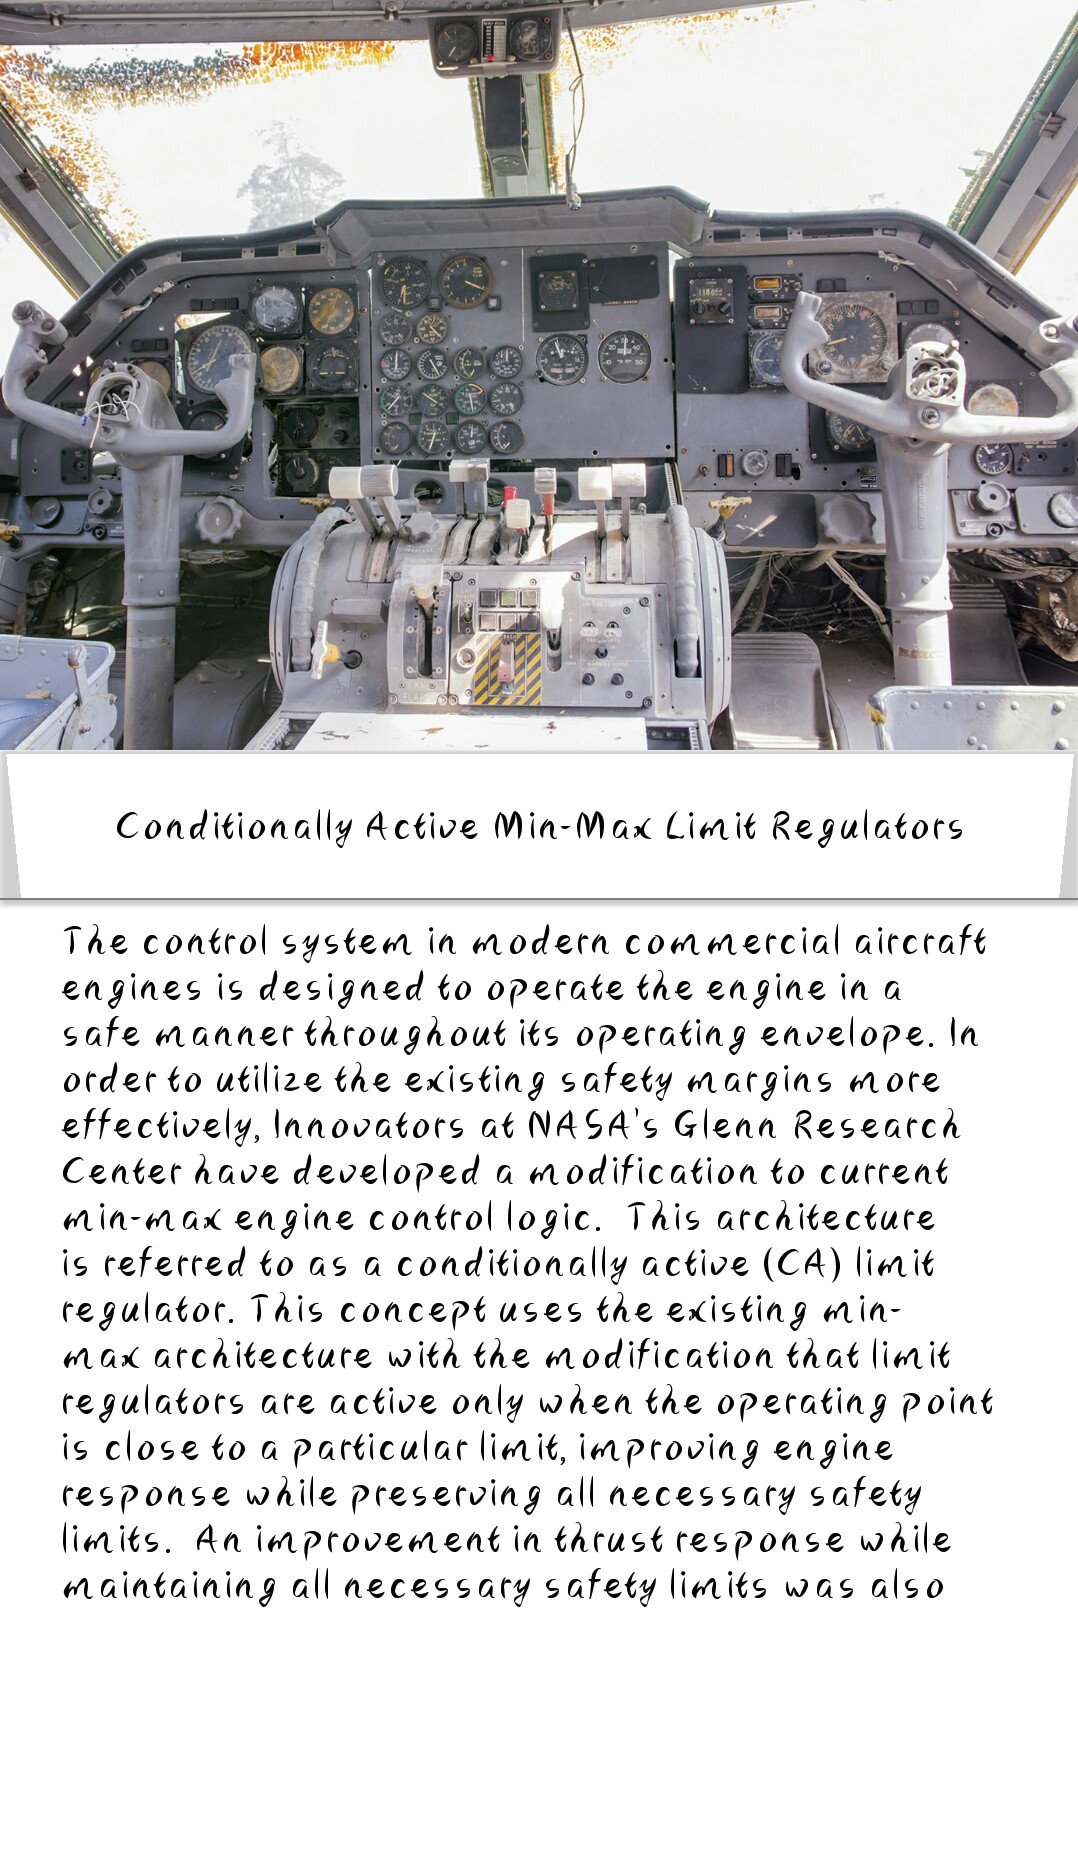 Conditionally Active Min-Max Limit Regulators
The control system in modern commercial aircraft
engines is designed to operate the engine in a
safe manner throughout its operating envelope. In
order to utilize the existing safety margins more
effectively, Innovators at NASA's Glenn Research
Center have developed a modification to current
min-max engine control logic.  This architecture
is referred to as a conditionally active (CA) limit
regulator. This concept uses the existing min-
max architecture with the modification that limit
regulators are active only when the operating point
is close to a particular limit, improving engine
response while preserving all necessary safety
limits.  An improvement in thrust response while
maintaining all necessary safety limits was also